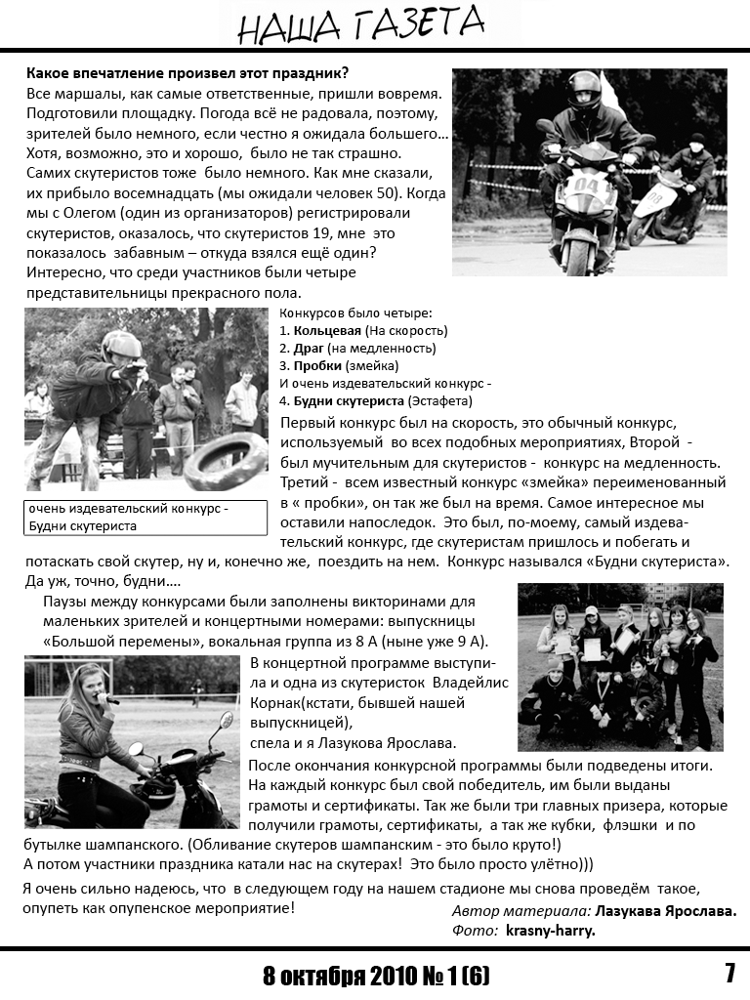 НАША ГАЗЕТА
Какое впечатление произвел этот праздник?
Все маршалы, как самые ответственные, пришли вовремя.
Подготовили площадку. Погода всё не радовала, поэтому,
зрителей было немного, если честно я ожидала большего…
Хотя, возможно, это и хорошо, было не так страшно.
Самих скутеристов тоже было немного. Как мне сказали,
их прибыло восемнадцать (мы ожидали человек 50). Когда
мы с Олегом (один из организаторов) регистрировали
скутеристов, оказалось, что скутеристов 19, мне это
показалось забавным – откуда взялся ещё один?
Интересно, что среди участников были четыре
представительницы прекрасного пола.
04
08
Конкурсов было четыре:
1. Кольцевая (На скорость)
2. Драг (на медленность)
3. Пробки (змейка)
И очень издевательский конкурс -
4. Будни скутериста (Эстафета)
очень издевательский конкурс -
Будни скутериста
Первый конкурс был на скорость, это обычный конкурс,
используемый во всех подобных мероприятиях, Второй -
был мучительным для скутеристов - конкурс на медленность.
Третий - всем известный конкурс «змейка» переименованный
в « пробки», он так же был на время. Самое интересное мы
оставили напоследок. Это был, по-моему, самый издева-
тельский конкурс, где скутеристам пришлось и побегать и
потаскать свой скутер, ну и, конечно же, поездить на нем. Конкурс назывался «Будни скутериста».
Да уж, точно, будни….
Паузы между конкурсами были заполнены викторинами для
маленьких зрителей и концертными номерами: выпускницы
«Большой перемены», вокальная группа из 8 А (ныне уже 9 А).
В концертной программе выступи-
ла и одна из скутеристок Владейлис
Корнак(кстати, бывшей нашей
выпускницей),
спела и я Лазукова Ярослава.
После окончания конкурсной программы были подведены итоги.
На каждый конкурс был свой победитель, им были выданы
грамоты и сертификаты. Так же были три главных призера, которые
получили грамоты, сертификаты, а так же кубки, флэшки и по
бутылке шампанского. (Обливание скутеров шампанским - это было круто!)
А потом участники праздника катали нас на скутерах! Это было просто улётно)))
Я очень сильно надеюсь, что в следующем году на нашем стадионе мы снова проведём такое,
опупеть как опупенское мероприятие!
Автор материала: Лазукава Ярослава.
Фото: krasny-harry.
8 октября 2010 № 1 (6)
7